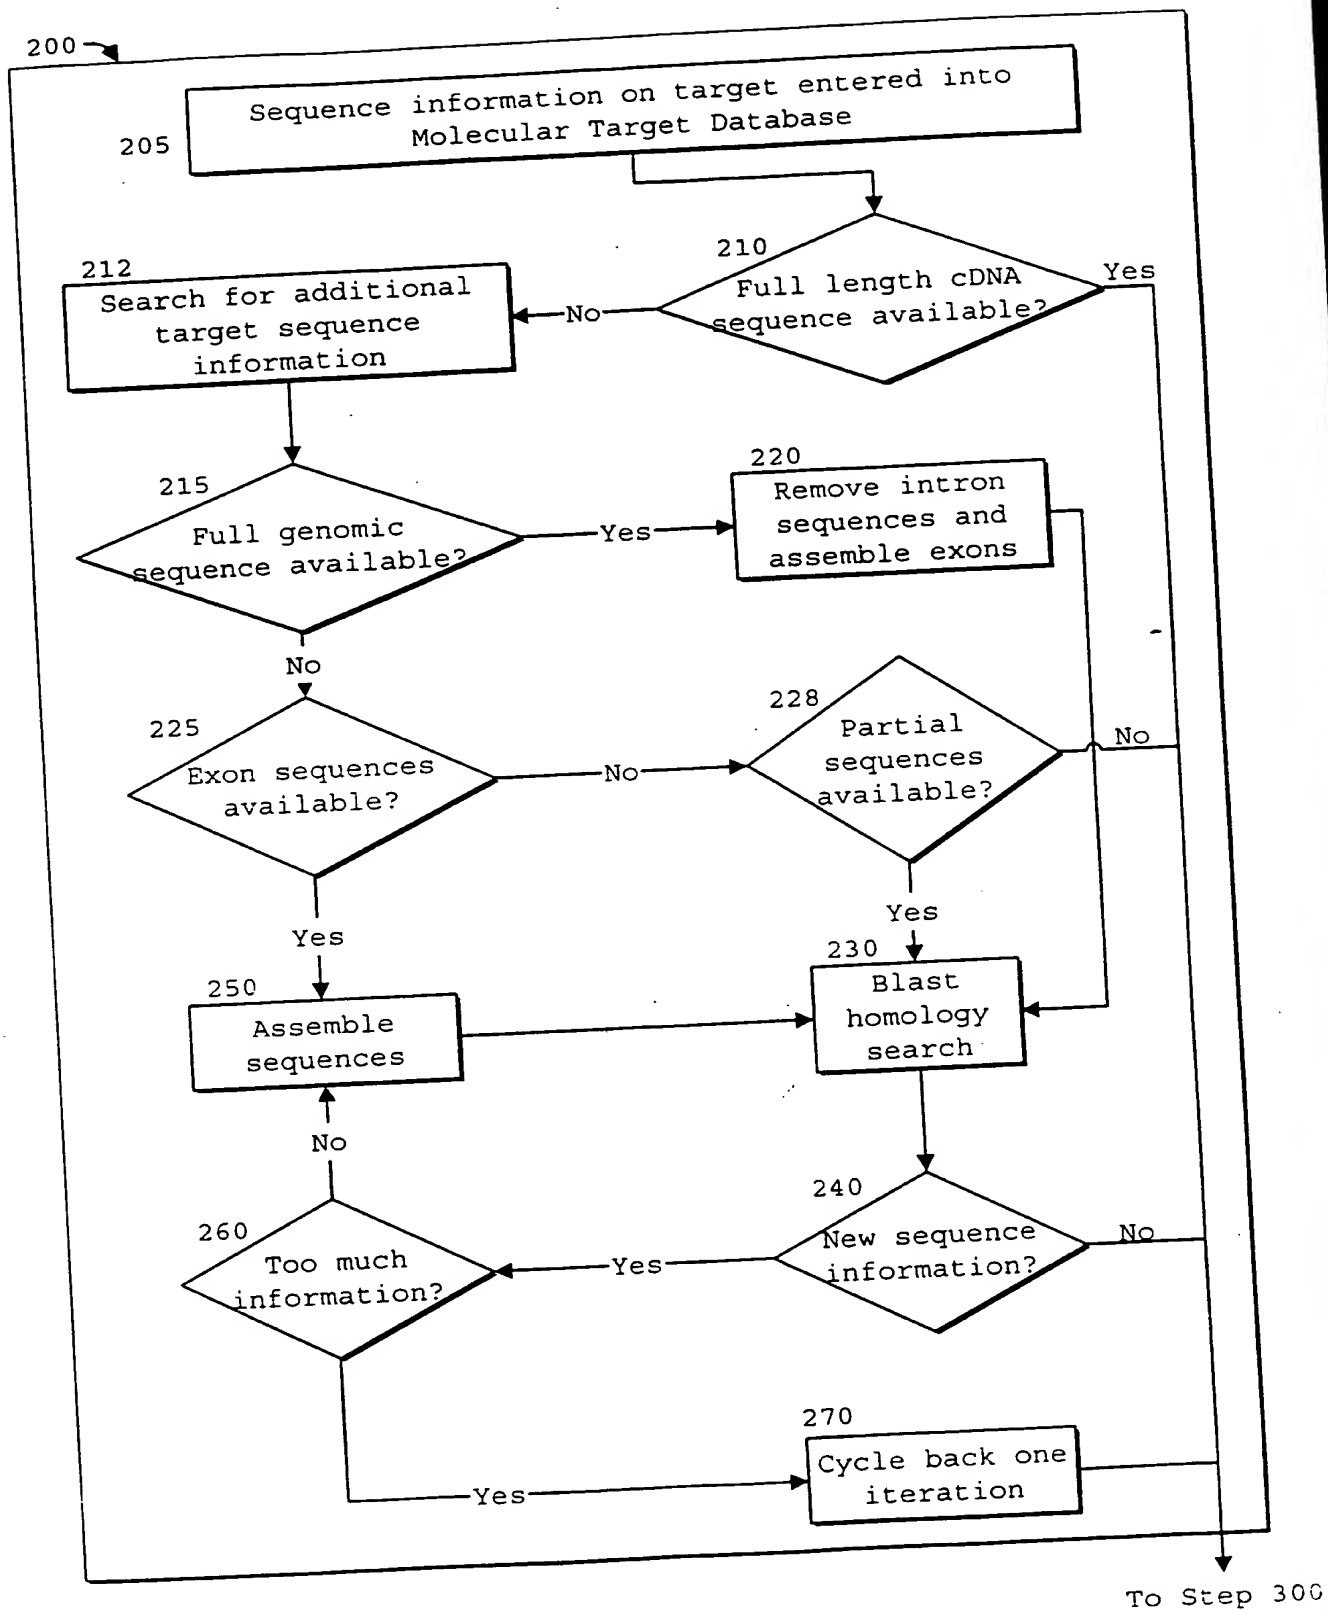 200
Sequence information on target entered into
Molecular Target Database
205
210
Full length cDNA
sequence available?
Yes
No
212
Search for additional
target sequence
information
215
Full genomic
sequence available?
Yes
220
Remove intron
sequences and
assemble exons
No
225
Exon sequences
available?
No
228
Partial
sequences
available?
No
Yes
Yes
230
Blast
homology
search
250
Assemble
sequences
No
240
New sequence
information?
No
Yes
260
Too much
information?
Yes
270
Cycle back one
iteration
To Step 300